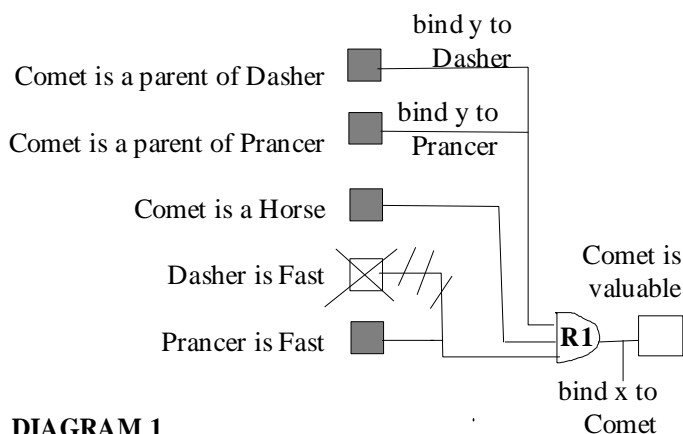 bind y to
Dasher
Comet is a parent of Dasher
bind y to
Prancer
Comet is a parent of Prancer
Comet is a Horse
Dasher is Fast
Comet is
valuable
Prancer is Fast
R1
bind x to
Comet
DIAGRAM 1